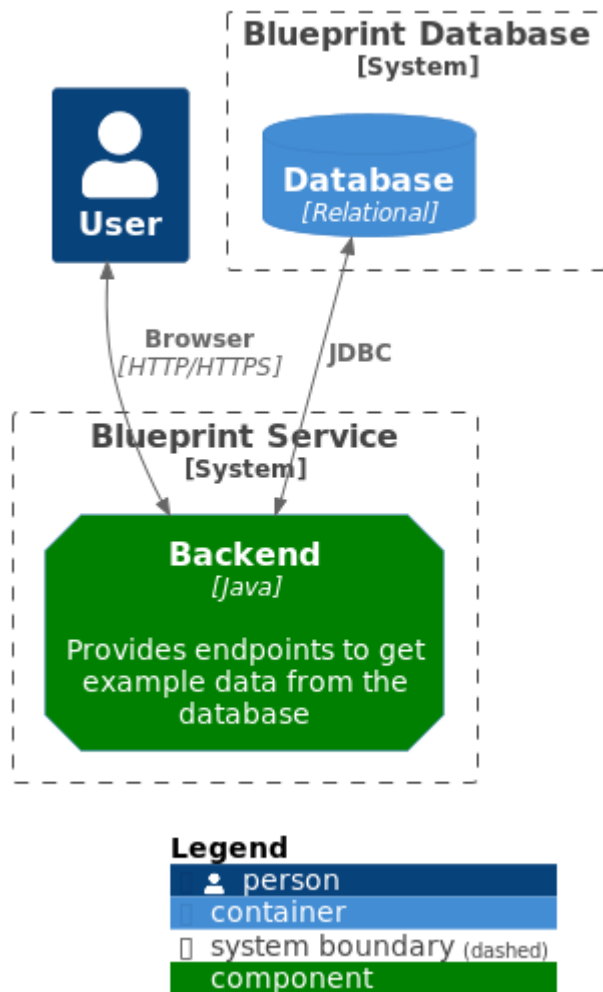 Blueprint Database
[System]
User
Database
[Relational]
Browser
[HTTP/HTTPS]
JDBC
Blueprint Service
[System]
Backend
[Java]
Provides endpoints to get
example data from the
database
Legend
person
container
system boundary (dashed)
component